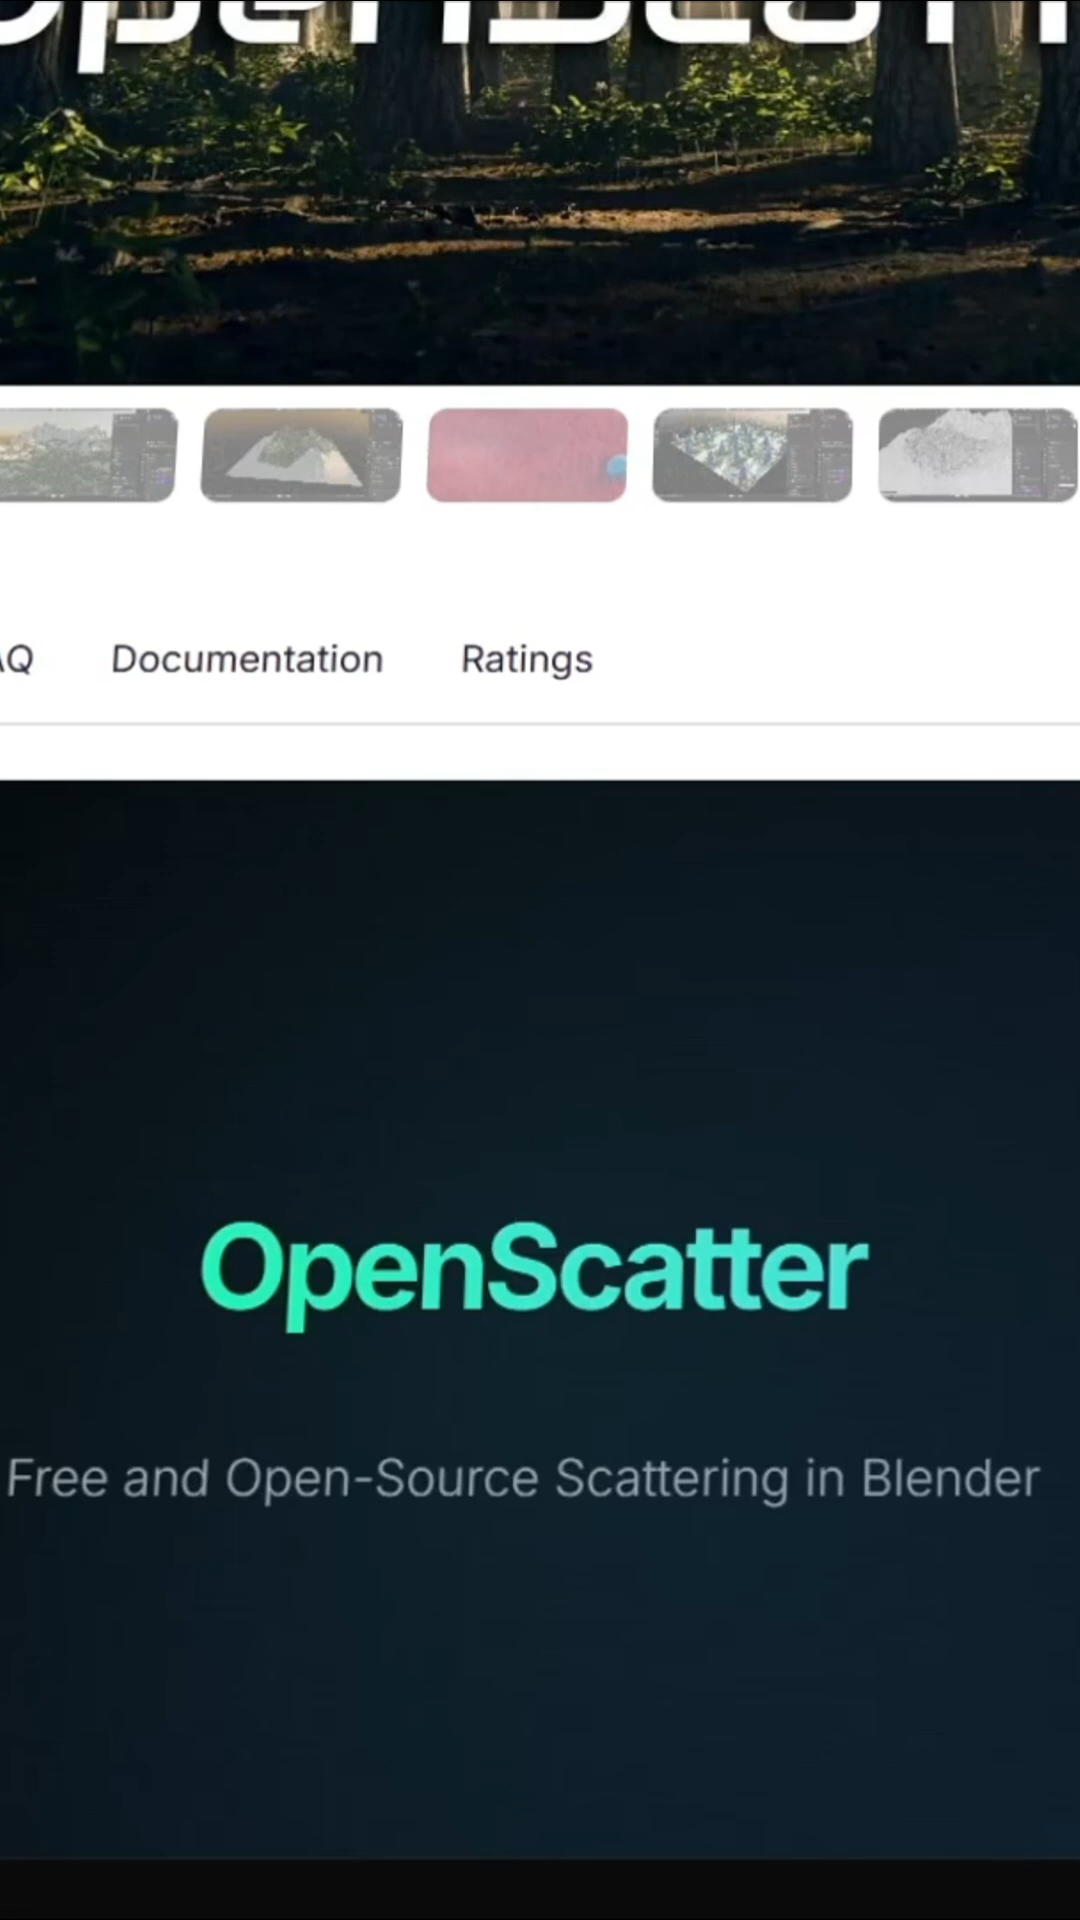 Documentation
Ratings
OpenScatter
Free and Open-Source Scattering in Blender